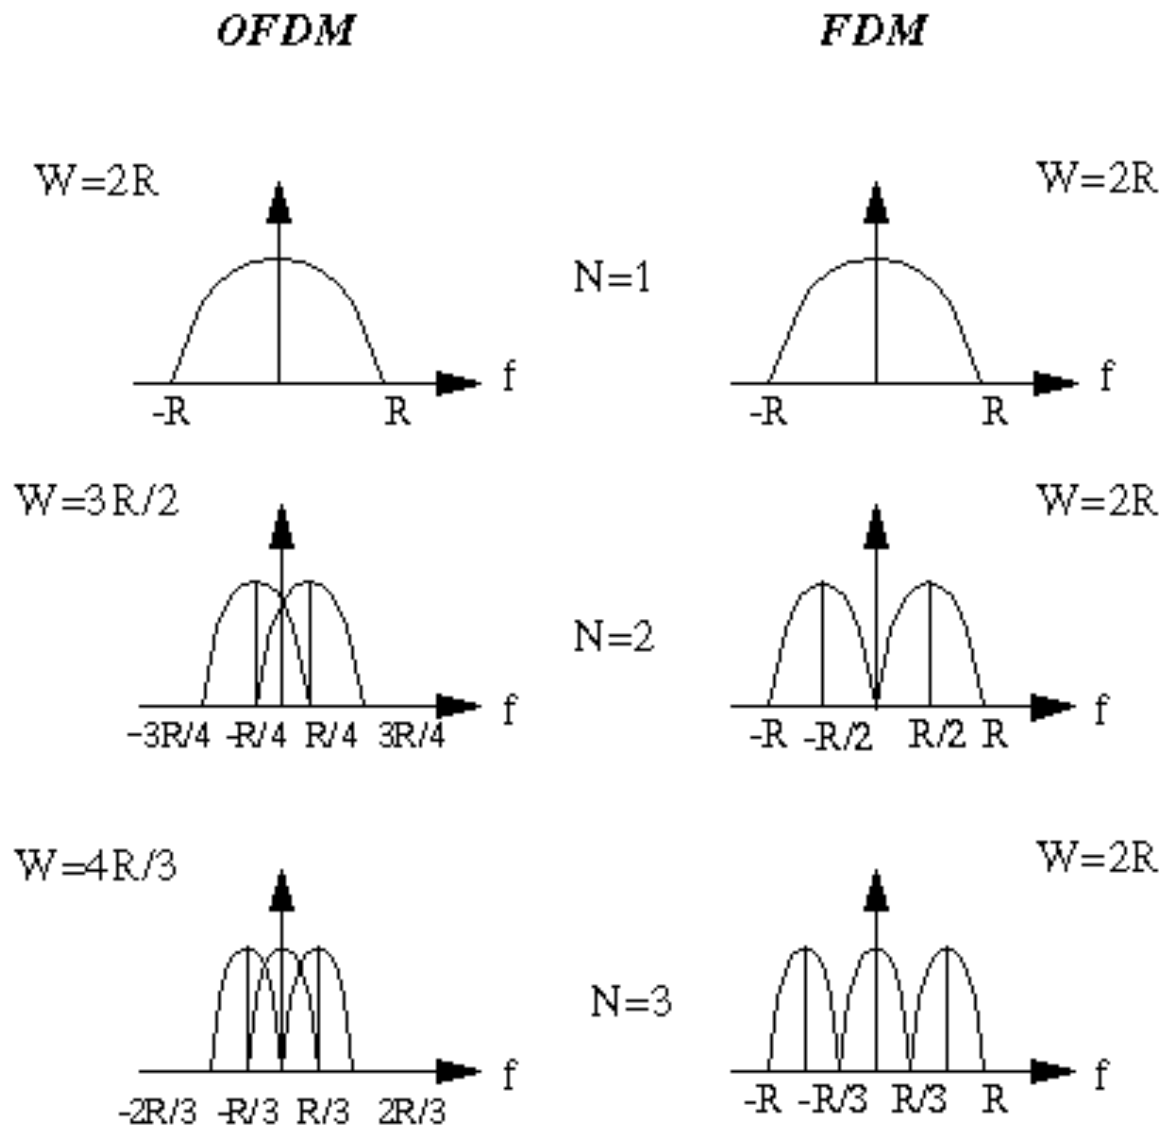 OFDM FDM
W=2R W=2R
N=1
f f
-R R -R R
W=3R/2 W=2R
N=2
f f
-3R/4 -R/4 R/4 3R/4 -R -R/2 R/2 R
W=4R/3 W=2R
N=3
f f
-2R/3 -R/3 R/3 2R/3 -R -R/3 R/3 R